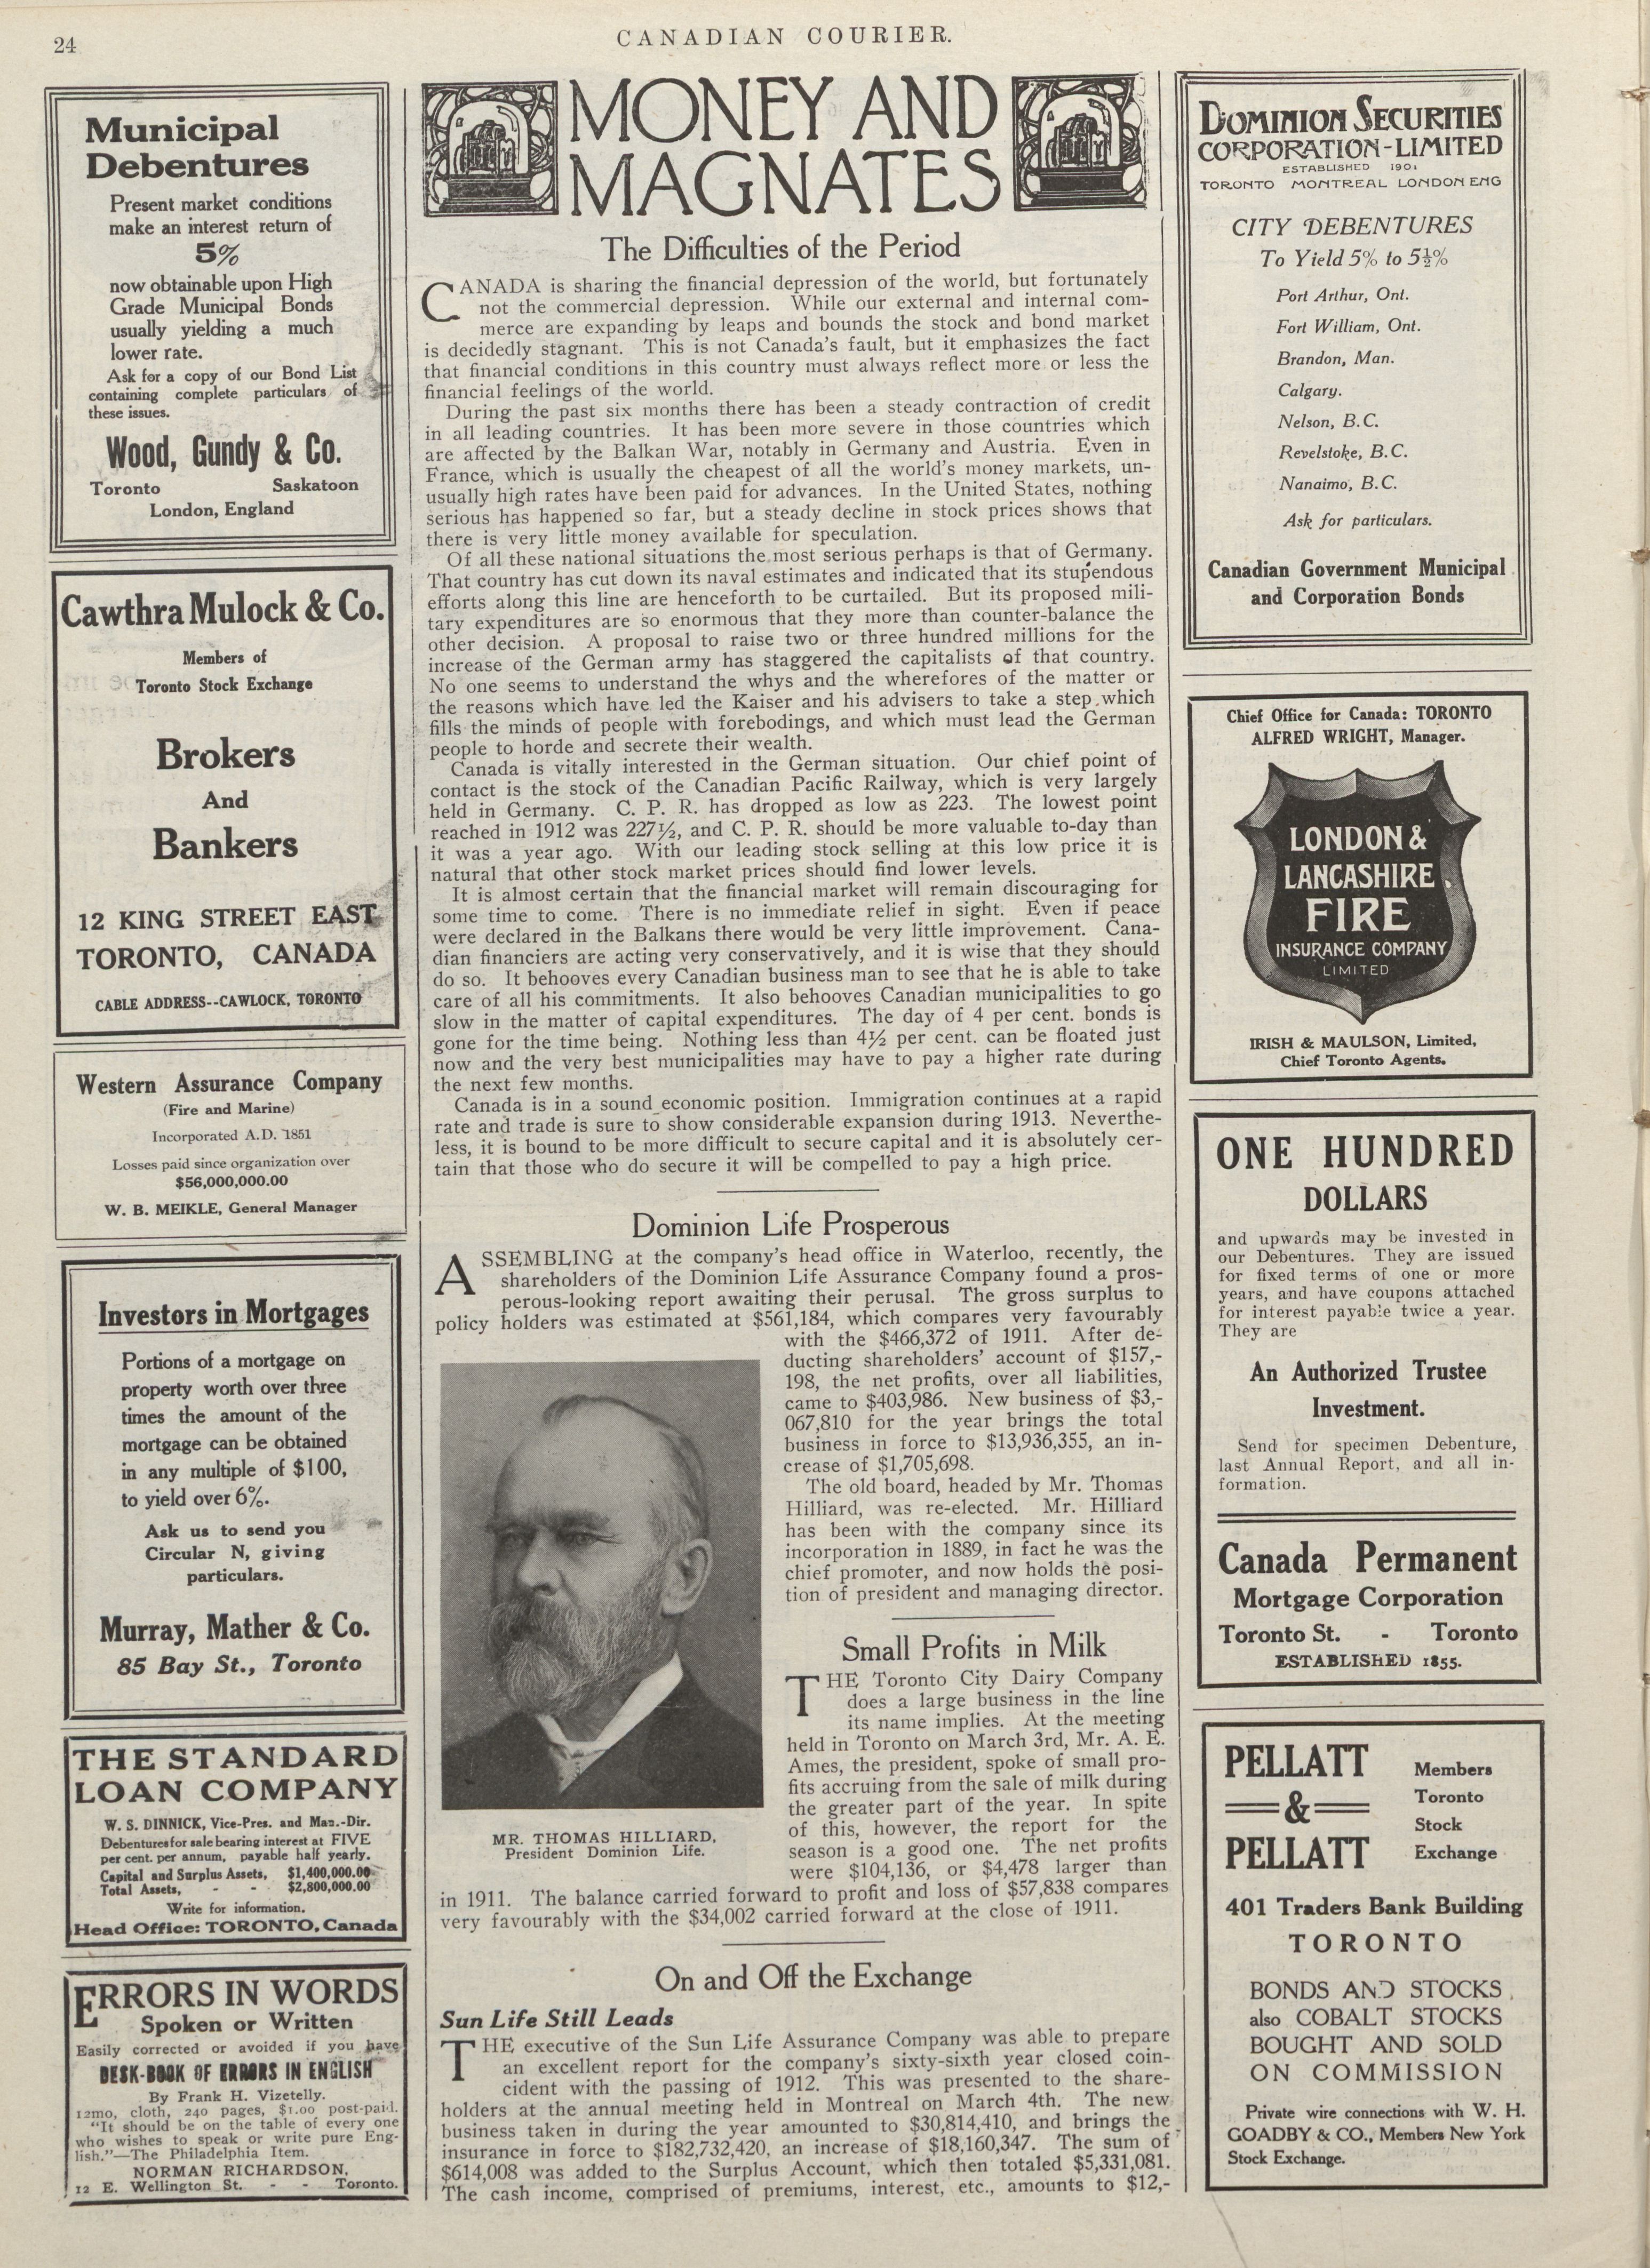 24
CANADIAN COURIER.
Municipal
Debentures
Present market conditions
make an interest return of
5%
now obtainable upon High
Grade Municipal Bonds
usually yielding a much
lower rate.
Ask for a copy of our Bond List
containing complete particulars of
these issues.
Wood, Gundy & Co.
Toronto Saskatoon
London, England
Cawthra Mulock & Co.
Members of
Toronto Stock Exchange
Brokers
And
Bankers
12 KING STREET EAST
TORONTO, CANADA
CABLE ADDRESS--CAWLOCK, TORONTO
Western Assurance Company
(Fire and Marine)
Incorporated A.D. 1851
Losses paid since organization over
$56,000,000.00
W. B. MEIKLE, General Manager
Investors in Mortgages
Portions of a mortgage on
property worth over three
times the amount of the
mortgage can be obtained
in any multiple of $100,
to yield over 6%.
Ask us to send you
Circular N, giving
particulars.
Murray, Mather & Co.
85 Bay St., Toronto
THE STANDARD
LOAN COMPANY
W. S. DINNICK, Vice-Pres. and Man.-Dir.
Debentures for sale bearing interest at FIVE
per cent. per annum, payable half yearly.
Capital and Surplus Assets, $1,400,000.00
Total Assets, - - $2,800,000.00
Write for information.
Head Office: TORONTO, Canada
ERRORS IN WORDS
Spoken or Written
Easily corrected or avoided if you have
DESK-BOOK OF ERRORS IN ENGLISH
By Frank H. Vizetelly.
12mo, cloth, 240 pages, $1.00 post-paid.
"It should be on the table of every one
who wishes to speak or write pure Eng-
lish."—The Philadelphia Item.
NORMAN RICHARDSON,
12 E. Wellington St. - - Toronto.
MONEY AND
MAGNATES
The Difficulties of the Period
CANADA is sharing the financial depression of the world, but fortunately
not the commercial depression. While our external and internal com-
merce are expanding by leaps and bounds the stock and bond market
is decidedly stagnant. This is not Canada's fault, but it emphasizes the fact
that financial conditions in this country must always reflect more or less the
financial feelings of the world.
During the past six months there has been a steady contraction of credit
in all leading countries. It has been more severe in those countries which
are affected by the Balkan War, notably in Germany and Austria. Even in
France, which is usually the cheapest of all the world's money markets, un-
usually high rates have been paid for advances. In the United States, nothing
serious has happened so far, but a steady decline in stock prices shows that
there is very little money available for speculation.
Of all these national situations the most serious perhaps is that of Germany.
That country has cut down its naval estimates and indicated that its stupendous
efforts along this line are henceforth to be curtailed. But its proposed mili-
tary expenditures are so enormous that they more than counter-balance the
other decision. A proposal to raise two or three hundred millions for the
increase of the German army has staggered the capitalists of that country.
No one seems to understand the whys and the wherefores of the matter or
the reasons which have led the Kaiser and his advisers to take a step which
fills the minds of people with forebodings, and which must lead the German
people to horde and secrete their wealth.
Canada is vitally interested in the German situation. Our chief point of
contact is the stock of the Canadian Pacific Railway, which is very largely
held in Germany. C. P. R. has dropped as low as 223. The lowest point
reached in 1912 was 227½, and C. P. R. should be more valuable to-day than
it was a year ago. With our leading stock selling at this low price it is
natural that other stock market prices should find lower levels.
It is almost certain that the financial market will remain discouraging for
some time to come. There is no immediate relief in sight. Even if peace
were declared in the Balkans there would be very little improvement. Cana-
dian financiers are acting very conservatively, and it is wise that they should
do so. It behooves every Canadian business man to see that he is able to take
care of all his commitments. It also behooves Canadian municipalities to go
slow in the matter of capital expenditures. The day of 4 per cent. bonds is
gone for the time being. Nothing less than 4½ per cent. can be floated just
now and the very best municipalities may have to pay a higher rate during
the next few months.
Canada is in a sound economic position. Immigration continues at a rapid
rate and trade is sure to show considerable expansion during 1913. Neverthe-
less, it is bound to be more difficult to secure capital and it is absolutely cer-
tain that those who do secure it will be compelled to pay a high price.
Dominion Life Prosperous
ASSEMBLING at the company's head office in Waterloo, recently, the
shareholders of the Dominion Life Assurance Company found a pros-
perous-looking report awaiting their perusal. The gross surplus to
policy holders was estimated at $561,184, which compares very favourably
with the $466,372 of 1911. After de-
ducting shareholders' account of $157,-
198, the net profits, over all liabilities,
came to $403,986. New business of $3,-
067,810 for the year brings the total
business in force to $13,936,355, an in-
crease of $1,705,698.
The old board, headed by Mr. Thomas
Hilliard, was re-elected. Mr. Hilliard
has been with the company since its
incorporation in 1889, in fact he was the
chief promoter, and now holds the posi-
tion of president and managing director.
MR. THOMAS HILLIARD,
President Dominion Life.
Small Profits in Milk
THE Toronto City Dairy Company
does a large business in the line
its name implies. At the meeting
held in Toronto on March 3rd, Mr. A. E.
Ames, the president, spoke of small pro-
fits accruing from the sale of milk during
the greater part of the year. In spite
of this, however, the report for the
season is a good one. The net profits
were $104,136, or $4,478 larger than
in 1911. The balance carried forward to profit and loss of $57,838 compares
very favourably with the $34,002 carried forward at the close of 1911.
On and Off the Exchange
Sun Life Still Leads
THE executive of the Sun Life Assurance Company was able to prepare
an excellent report for the company's sixty-sixth year closed coin-
cident with the passing of 1912. This was presented to the share-
holders at the annual meeting held in Montreal on March 4th. The new
business taken in during the year amounted to $30,814,410, and brings the
insurance in force to $182,732,420, an increase of $18,160,347. The sum of
$614,008 was added to the Surplus Account, which then totaled $5,331,081.
The cash income, comprised of premiums, interest, etc., amounts to $12,-
DOMINION SECURITIES
CORPORATION-LIMITED
ESTABLISHED 1901
TORONTO MONTREAL LONDON ENG
CITY DEBENTURES
To Yield 5% to 5½%
Port Arthur, Ont.
Fort William, Ont.
Brandon, Man.
Calgary.
Nelson, B.C.
Revelstoke, B.C.
Nanaimo, B.C.
Ask for particulars.
Canadian Government Municipal
and Corporation Bonds
Chief Office for Canada: TORONTO
ALFRED WRIGHT, Manager.
LONDON &
LANCASHIRE
FIRE
INSURANCE COMPANY
LIMITED
IRISH & MAULSON, Limited,
Chief Toronto Agents.
ONE HUNDRED
DOLLARS
and upwards may be invested in
our Debentures. They are issued
for fixed terms of one or more
years, and have coupons attached
for interest payable twice a year.
They are
An Authorized Trustee
Investment.
Send for specimen Debenture,
last Annual Report, and all in-
formation.
Canada Permanent
Mortgage Corporation
Toronto St. - Toronto
ESTABLISHED 1855.
PELLATT
&
PELLATT
Members
Toronto
Stock
Exchange
401 Traders Bank Building
TORONTO
BONDS AND STOCKS
also COBALT STOCKS
BOUGHT AND SOLD
ON COMMISSION
Private wire connections with W. H.
GOADBY & CO., Members New York
Stock Exchange.